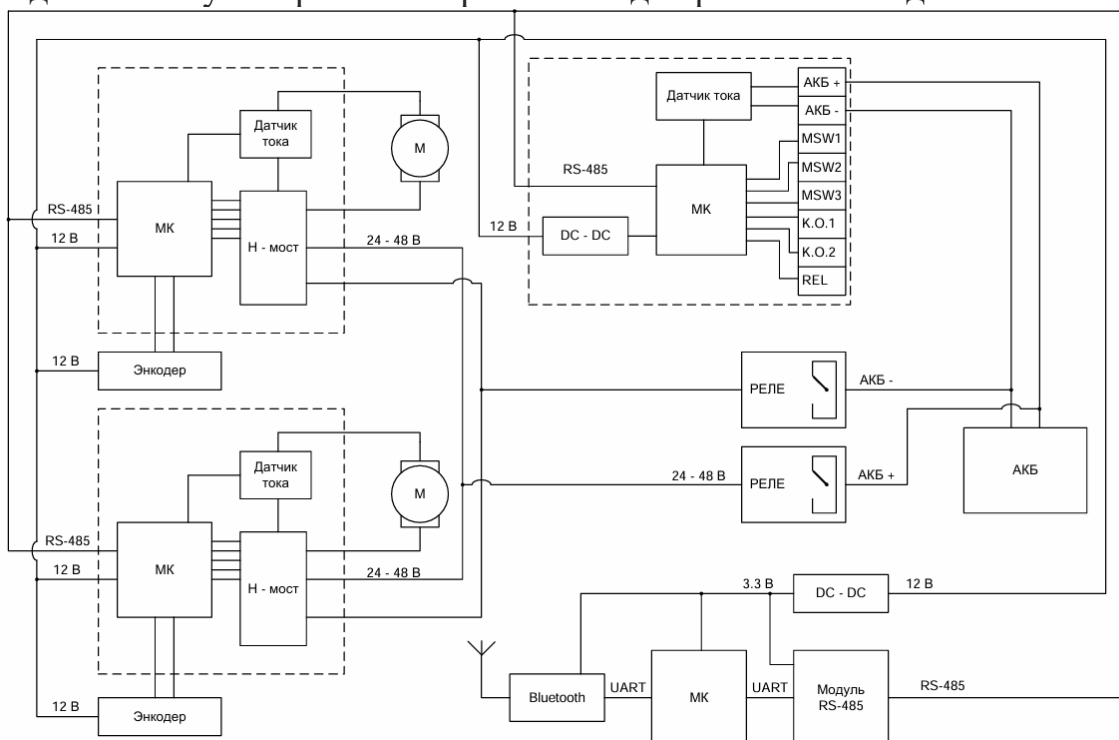 Датчик
тока
М
МК
RS-485
12 В
Н - мост
24 - 48 В
12 В
Энкодер
Датчик тока
АКБ +
АКБ -
MSW1
MSW2
MSW3
К.О.1
К.О.2
REL
RS-485
МК
12 В
DC - DC
РЕЛЕ
АКБ -
24 - 48 В
РЕЛЕ
АКБ +
АКБ
Датчик
тока
М
RS-485
МК
12 В
Н - мост
24 - 48 В
12 В
Энкодер
3.3 В
DC - DC
12 В
Bluetooth
UART
МК
UART
Модуль
RS-485
RS-485